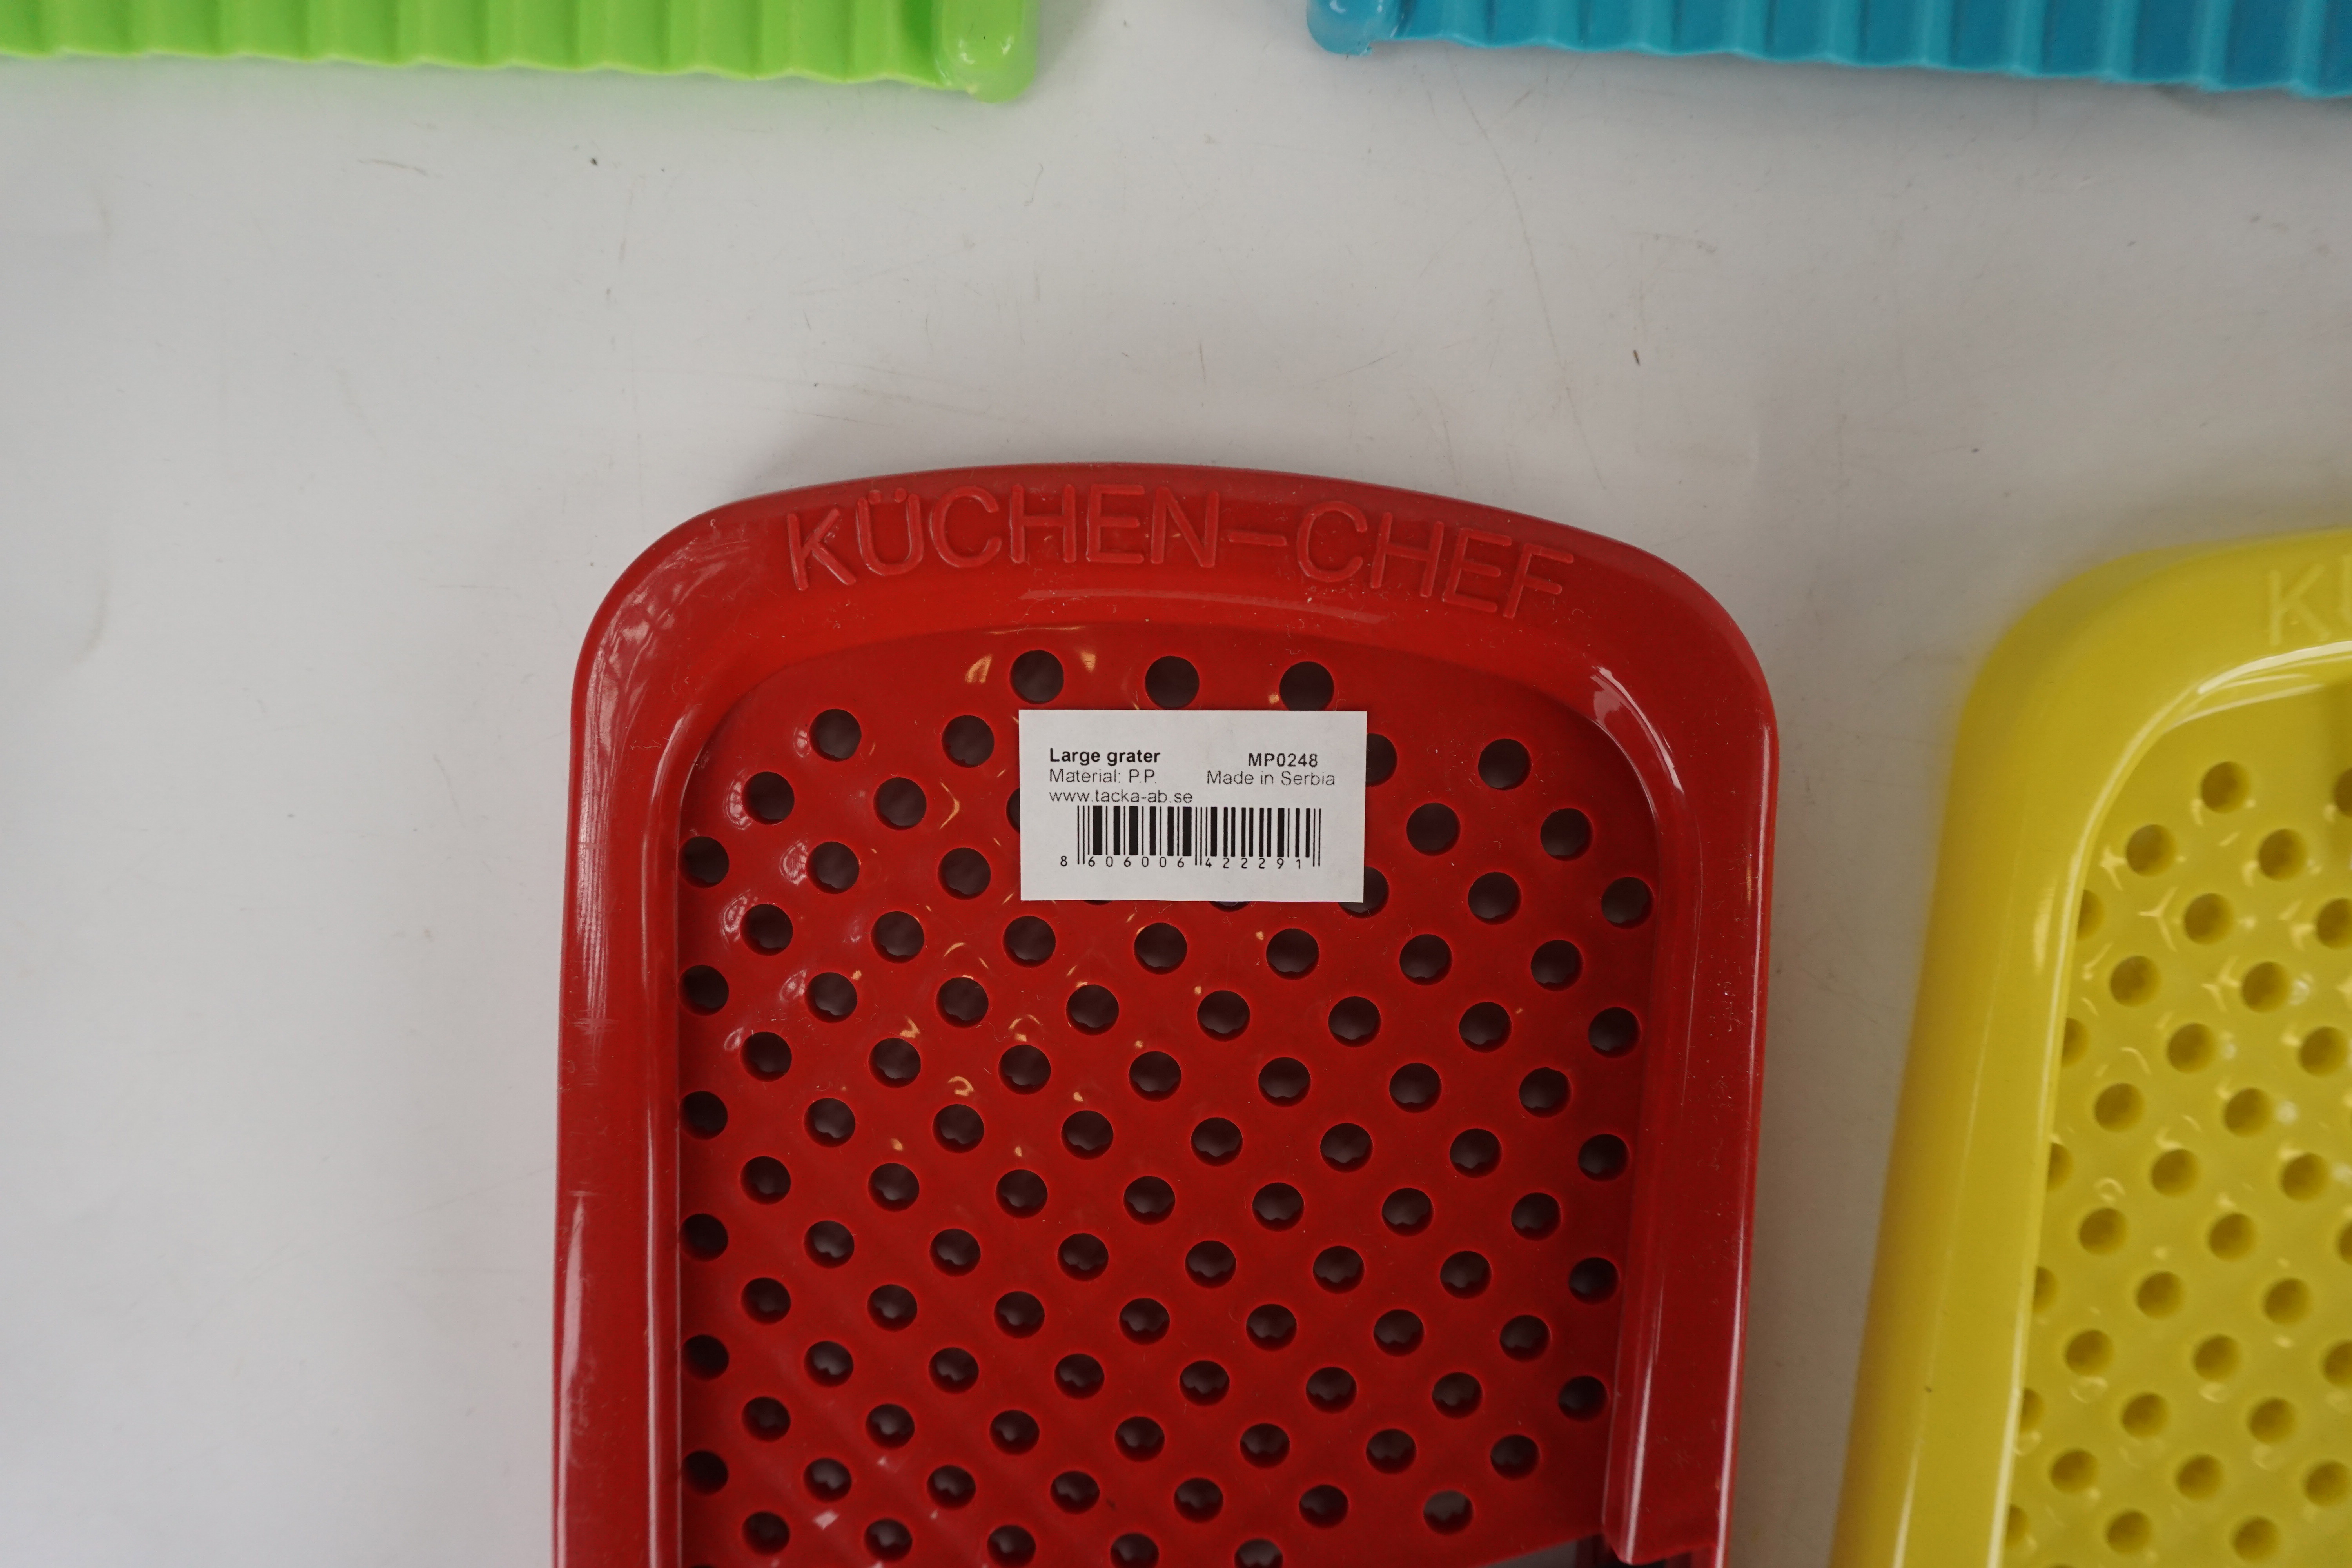 KÜCHEN-CHEF
K
Large grater MP0248
Material: P.P. Made in Serbia
www.tacka-ab.se
8 606006 422291